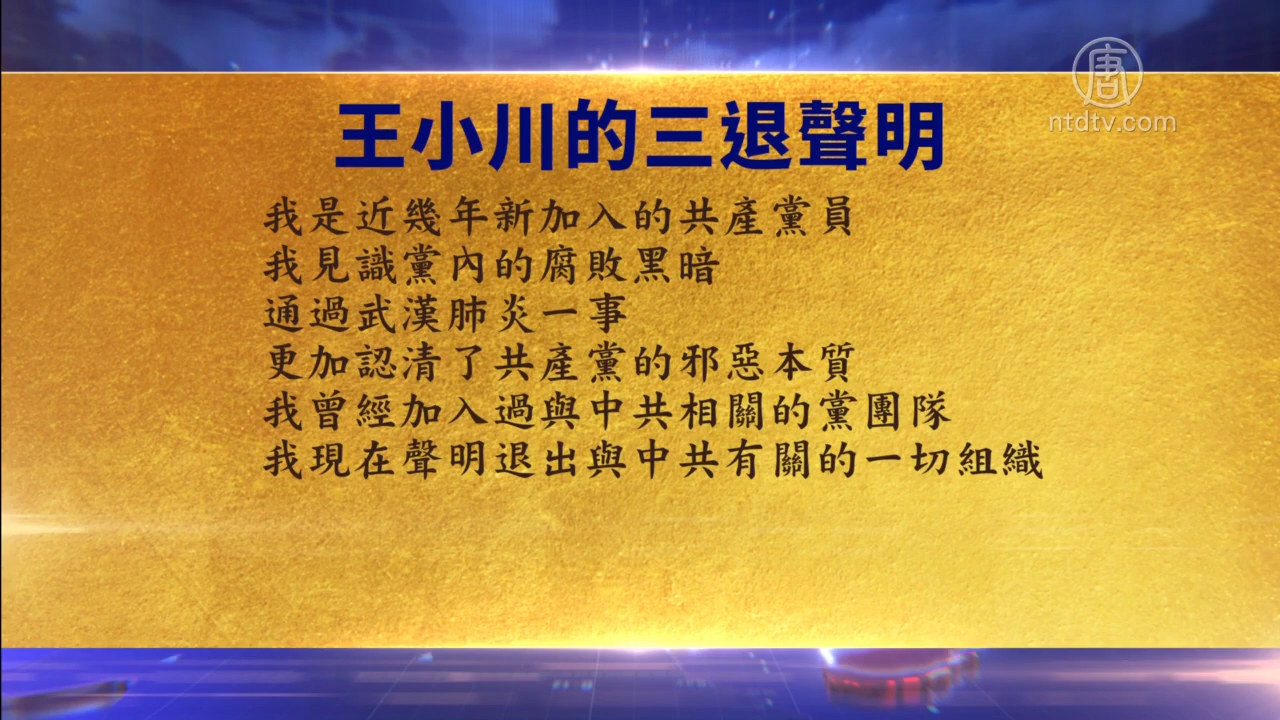 唐
ntdtv.com
王小川的三退聲明
我是近幾年新加入的共產黨員
我見識黨內的腐敗黑暗
通過武漢肺炎一事
更加認清了共產黨的邪惡本質
我曾經加入過與中共相關的黨團隊
我現在聲明退出與中共有關的一切組織